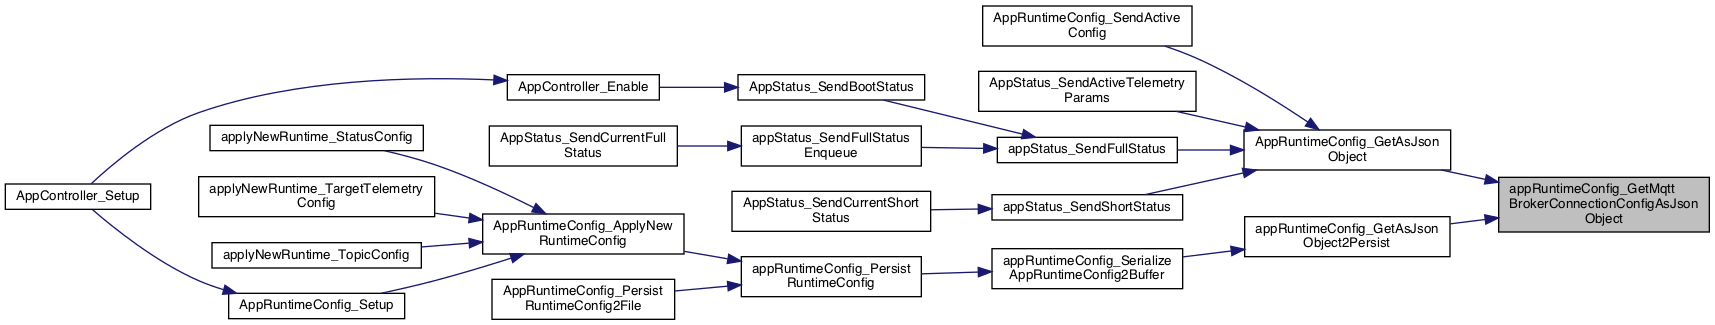 AppRuntimeConfig_SendActive
Config
AppStatus_SendActiveTelemetry
Params
AppController_Enable
AppStatus_SendBootStatus
applyNewRuntime_StatusConfig
AppStatus_SendCurrentFull
Status
appStatus_SendFullStatus
Enqueue
appStatus_SendFullStatus
AppRuntimeConfig_GetAsJson
Object
AppController_Setup
applyNewRuntime_TargetTelemetry
Config
AppStatus_SendCurrentShort
Status
appStatus_SendShortStatus
appRuntimeConfig_GetMqtt
BrokerConnectionConfigAsJson
Object
AppRuntimeConfig_ApplyNew
RuntimeConfig
appRuntimeConfig_GetAsJson
Object2Persist
applyNewRuntime_TopicConfig
appRuntimeConfig_Persist
RuntimeConfig
appRuntimeConfig_Serialize
AppRuntimeConfig2Buffer
AppRuntimeConfig_Setup
AppRuntimeConfig_Persist
RuntimeConfig2File